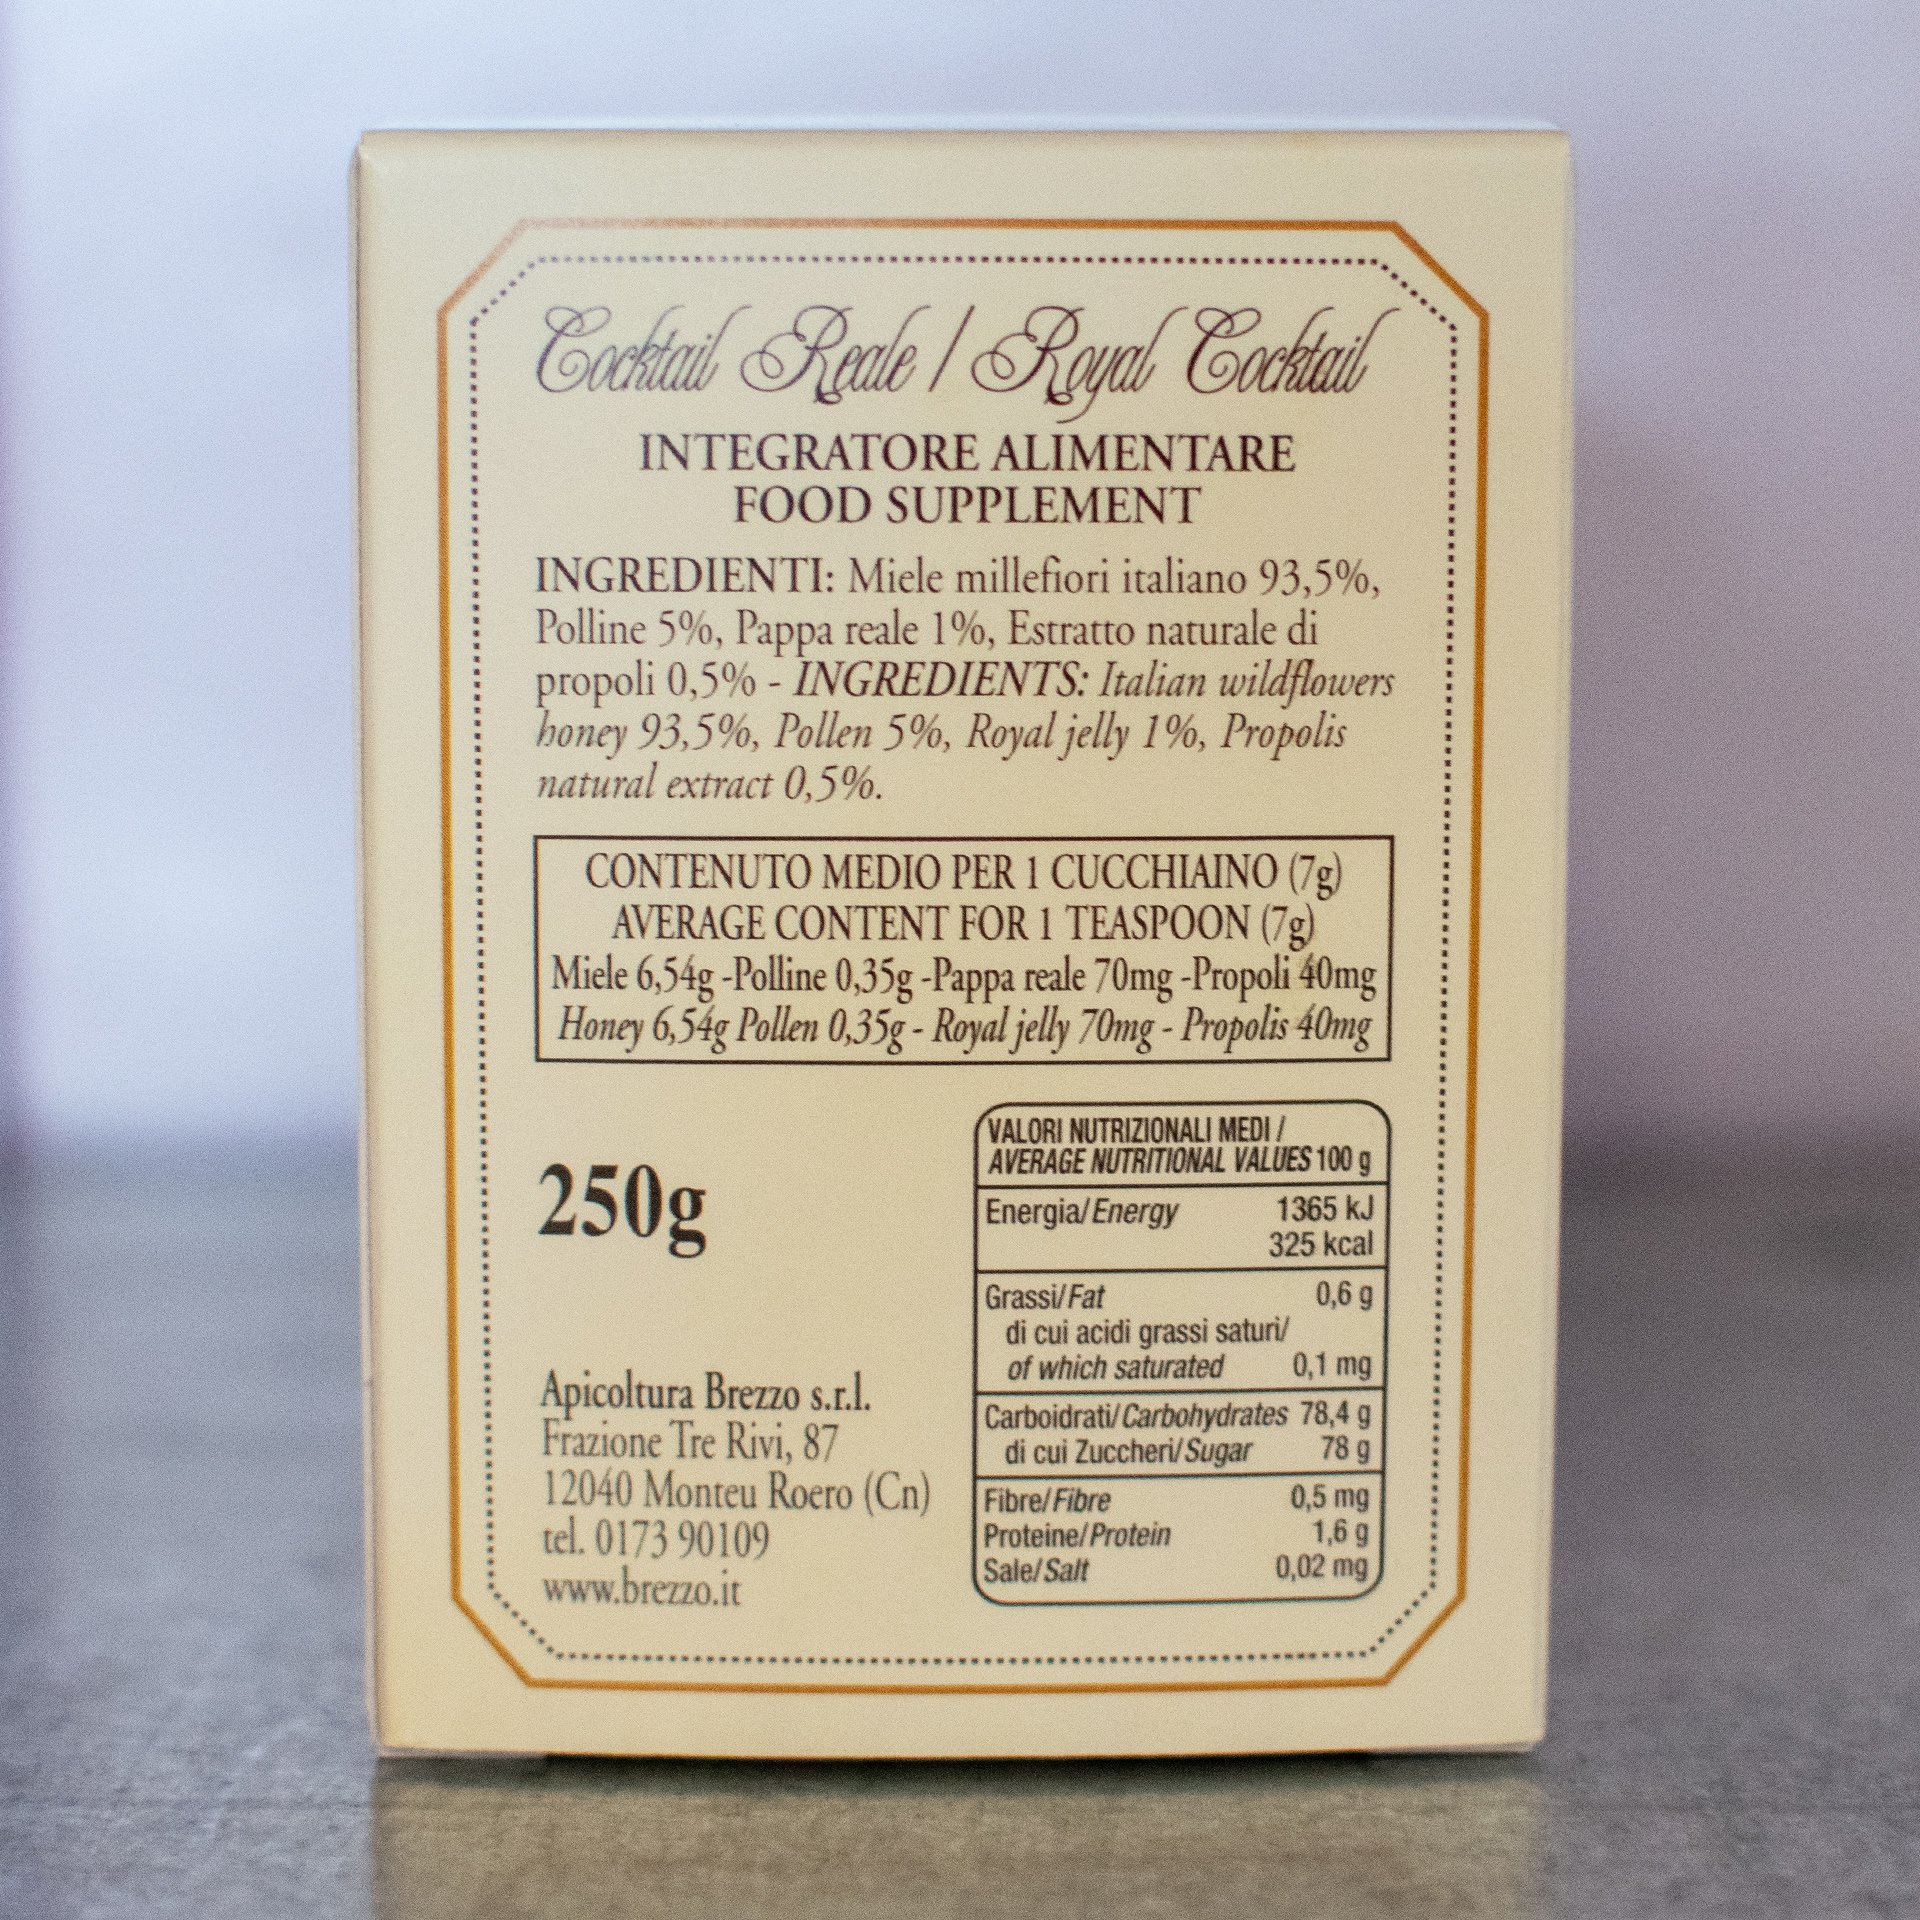 Cocktail Reale / Royal Cocktail
INTEGRATORE ALIMENTARE
FOOD SUPPLEMENT
INGREDIENTI: Miele millefiori italiano 93,5%,
Polline 5%, Pappa reale 1%, Estratto naturale di
propoli 0,5% - INGREDIENTS: Italian wildflowers
honey 93,5%, Pollen 5%, Royal jelly 1%, Propolis
natural extract 0,5%.
CONTENUTO MEDIO PER 1 CUCCHIAINO (7g)
AVERAGE CONTENT FOR 1 TEASPOON (7g)
Miele 6,54g -Polline 0,35g -Pappa reale 70mg -Propoli 40mg
Honey 6,54g Pollen 0,35g - Royal jelly 70mg - Propolis 40mg
250g
Apicoltura Brezzo s.r.l.
Frazione Tre Rivi, 87
12040 Monteu Roero (Cn)
tel. 0173 90109
www.brezzo.it
VALORI NUTRIZIONALI MEDI /
AVERAGE NUTRITIONAL VALUES 100 g
Energia/Energy 1365 kJ
325 kcal
Grassi/Fat 0,6 g
di cui acidi grassi saturi/
of which saturated 0,1 mg
Carboidrati/Carbohydrates 78,4 g
di cui Zuccheri/Sugar 78 g
Fibre/Fibre 0,5 mg
Proteine/Protein 1,6 g
Sale/Salt 0,02 mg